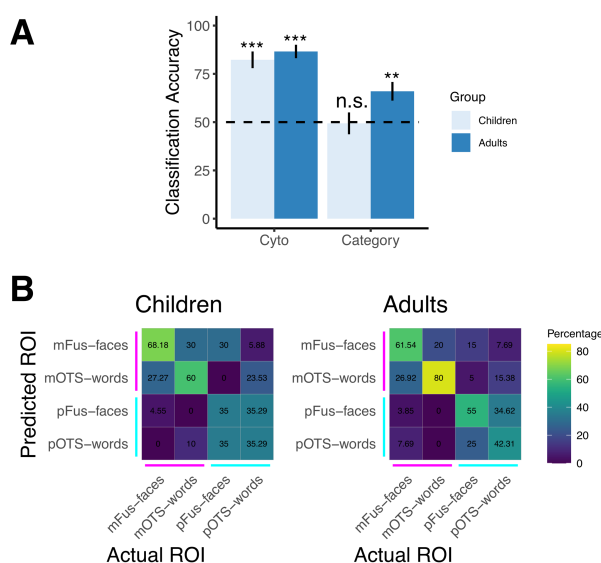 A
Classification Accuracy
100
75
50
25
0
***
***
n.s.
**
Cyto
Category
Group
Children
Adults
B
Children
Adults
Predicted ROI
mFus−faces
mOTS−words
pFus−faces
pOTS−words
68.18 30 30 5.88
27.27 60 0 23.53
4.55 0 35 35.29
0 10 35 35.29
mFus−faces
mOTS−words
pFus−faces
pOTS−words
Actual ROI
mFus−faces
mOTS−words
pFus−faces
pOTS−words
61.54 20 15 7.69
26.92 80 5 15.38
3.85 0 55 34.62
7.69 0 25 42.31
mFus−faces
mOTS−words
pFus−faces
pOTS−words
Actual ROI
Percentage
80
60
40
20
0